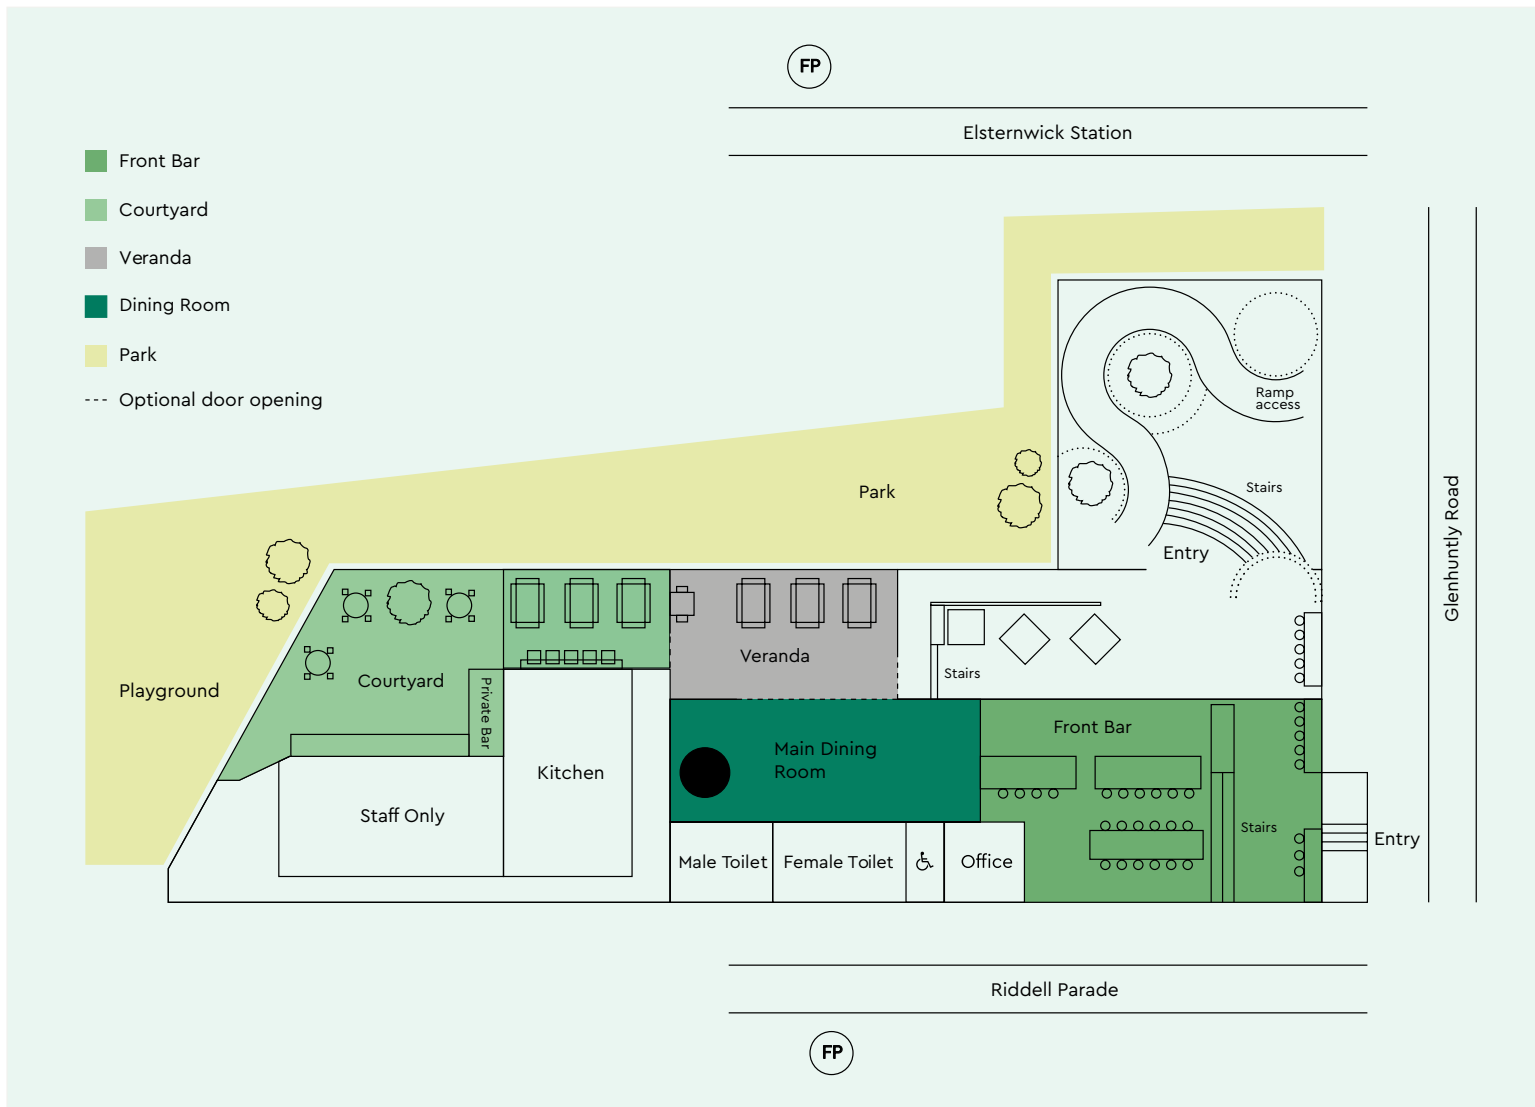 FP
Elsternwick Station
Front Bar
Courtyard
Veranda
Dining Room
Park
Optional door opening
Ramp
access
Stairs
Park
Entry
Glenhuntly Road
Playground
Courtyard
Private Bar
Veranda
Stairs
Front Bar
Main Dining
Room
Kitchen
Staff Only
Stairs
Entry
Male Toilet
Female Toilet
Office
Riddell Parade
FP